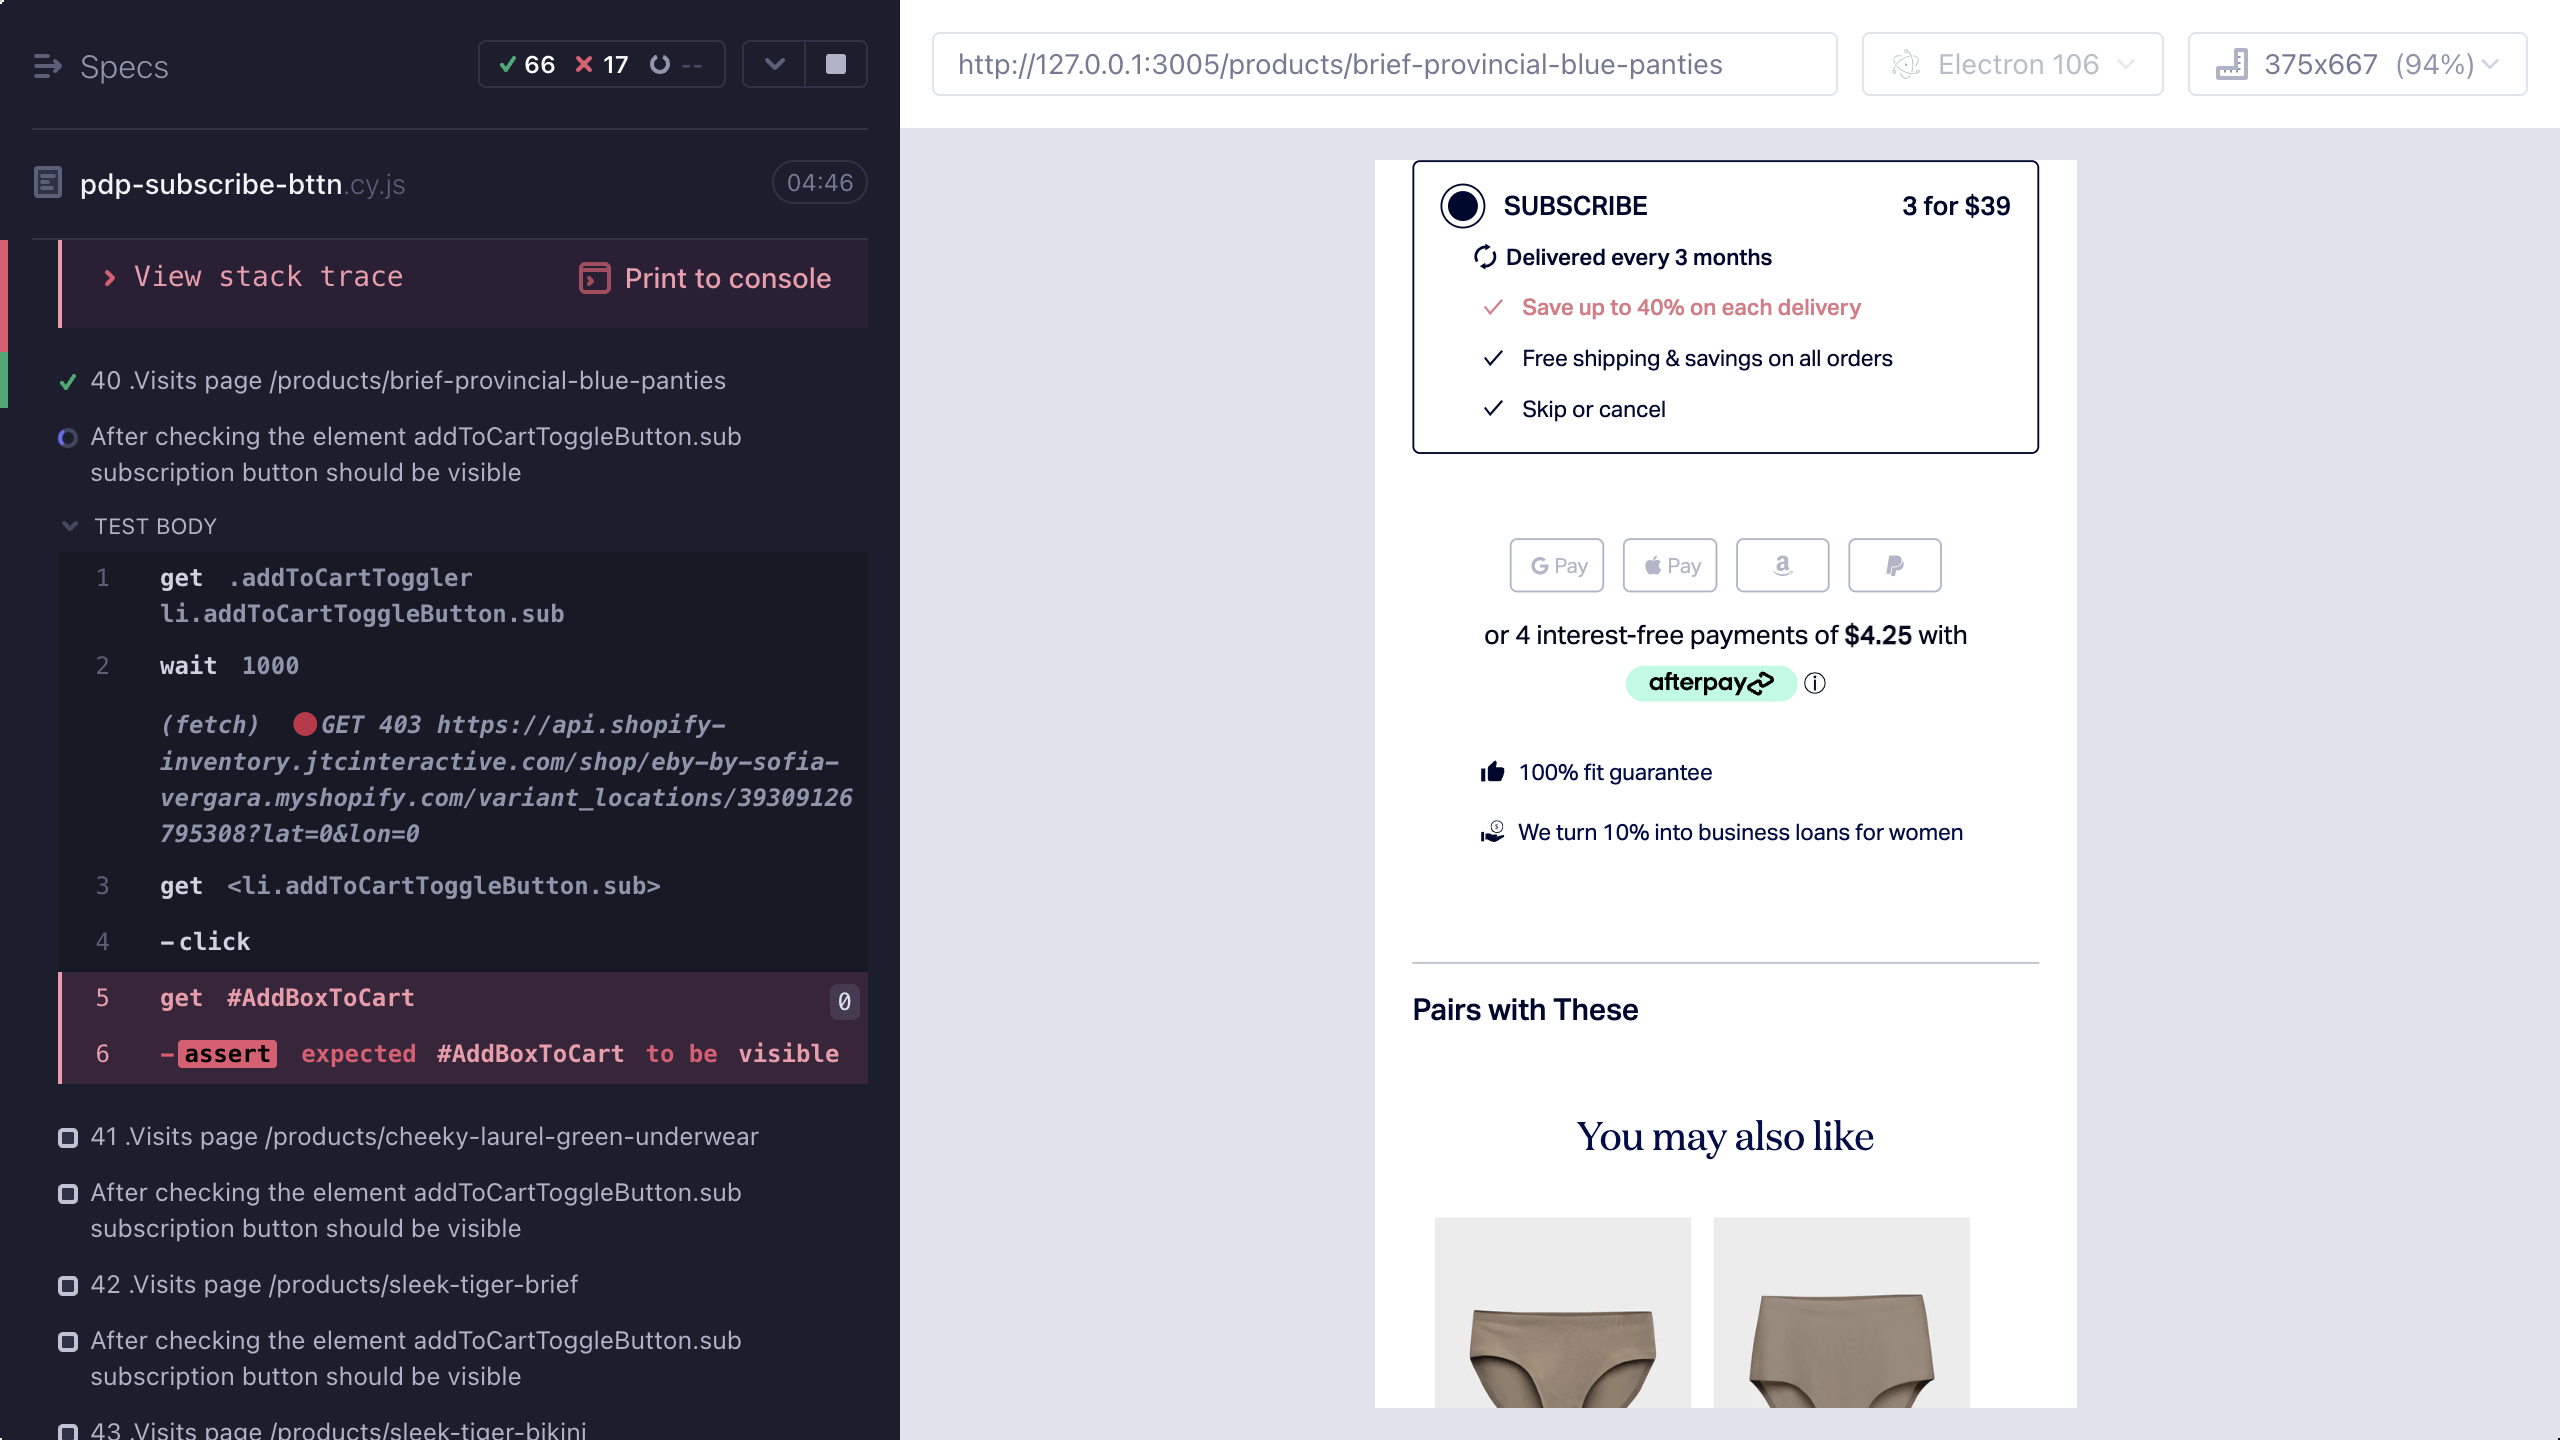 Specs
66 17 --
pdp-subscribe-bttn.cy.js 04:46
View stack trace Print to console
40 .Visits page /products/brief-provincial-blue-panties
After checking the element addToCartToggleButton.sub
subscription button should be visible
TEST BODY
1 get .addToCartToggler
li.addToCartToggleButton.sub
2 wait 1000
(fetch) GET 403 https://api.shopify-
inventory.jtcinteractive.com/shop/eby-by-sofia-
vergara.myshopify.com/variant_locations/39309126
795308?lat=0&lon=0
3 get <li.addToCartToggleButton.sub>
4 -click
5 get #AddBoxToCart 0
6 -assert expected #AddBoxToCart to be visible
41 .Visits page /products/cheeky-laurel-green-underwear
After checking the element addToCartToggleButton.sub
subscription button should be visible
42 .Visits page /products/sleek-tiger-brief
After checking the element addToCartToggleButton.sub
subscription button should be visible
43 .Visits page /products/sleek-tiger-bikini
http://127.0.0.1:3005/products/brief-provincial-blue-panties
Electron 106
375x667 (94%)
SUBSCRIBE 3 for $39
Delivered every 3 months
Save up to 40% on each delivery
Free shipping & savings on all orders
Skip or cancel
G Pay Pay a P
or 4 interest-free payments of $4.25 with
afterpay
100% fit guarantee
We turn 10% into business loans for women
Pairs with These
You may also like